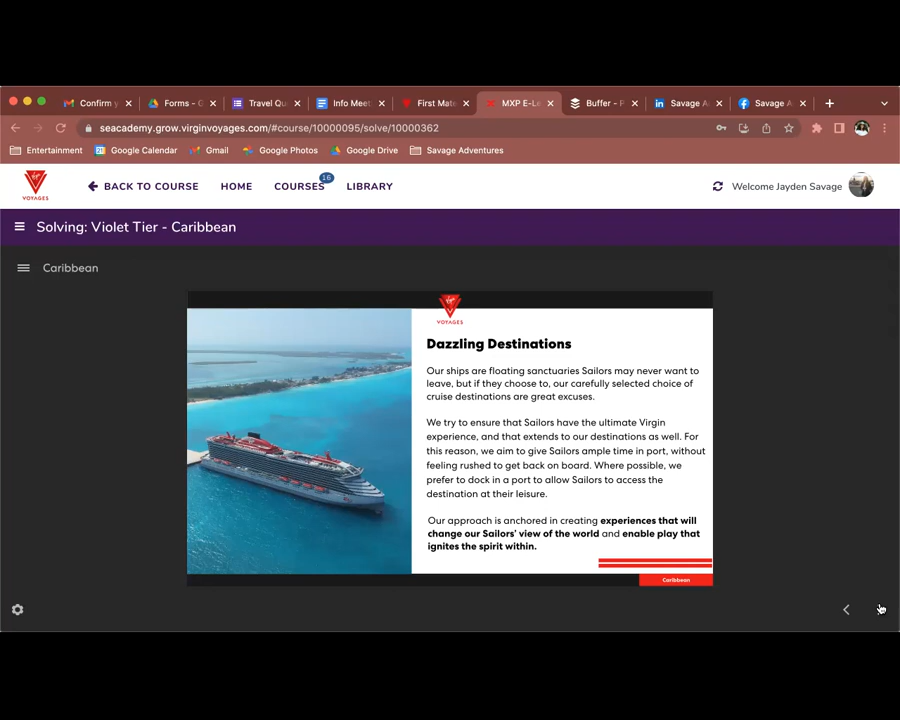 Confirm y
Forms - G
Travel Qu
Info Meet
First Mate
MXP E-Le
Buffer - P
Savage A
Savage A
seacademy.grow.virginvoyages.com/#course/10000095/solve/10000362
Entertainment
Google Calendar
Gmail
Google Photos
Google Drive
Savage Adventures
VOYAGES
BACK TO COURSE
HOME
COURSES
16
LIBRARY
Welcome Jayden Savage
Solving: Violet Tier - Caribbean
Caribbean
VOYAGES
Dazzling Destinations
Our ships are floating sanctuaries Sailors may never want to
leave, but if they choose to, our carefully selected choice of
cruise destinations are great excuses.
We try to ensure that Sailors have the ultimate Virgin
experience, and that extends to our destinations as well. For
this reason, we aim to give Sailors ample time in port, without
feeling rushed to get back on board. Where possible, we
prefer to dock in a port to allow Sailors to access the
destination at their leisure.
Our approach is anchored in creating experiences that will
change our Sailors' view of the world and enable play that
ignites the spirit within.
Caribbean